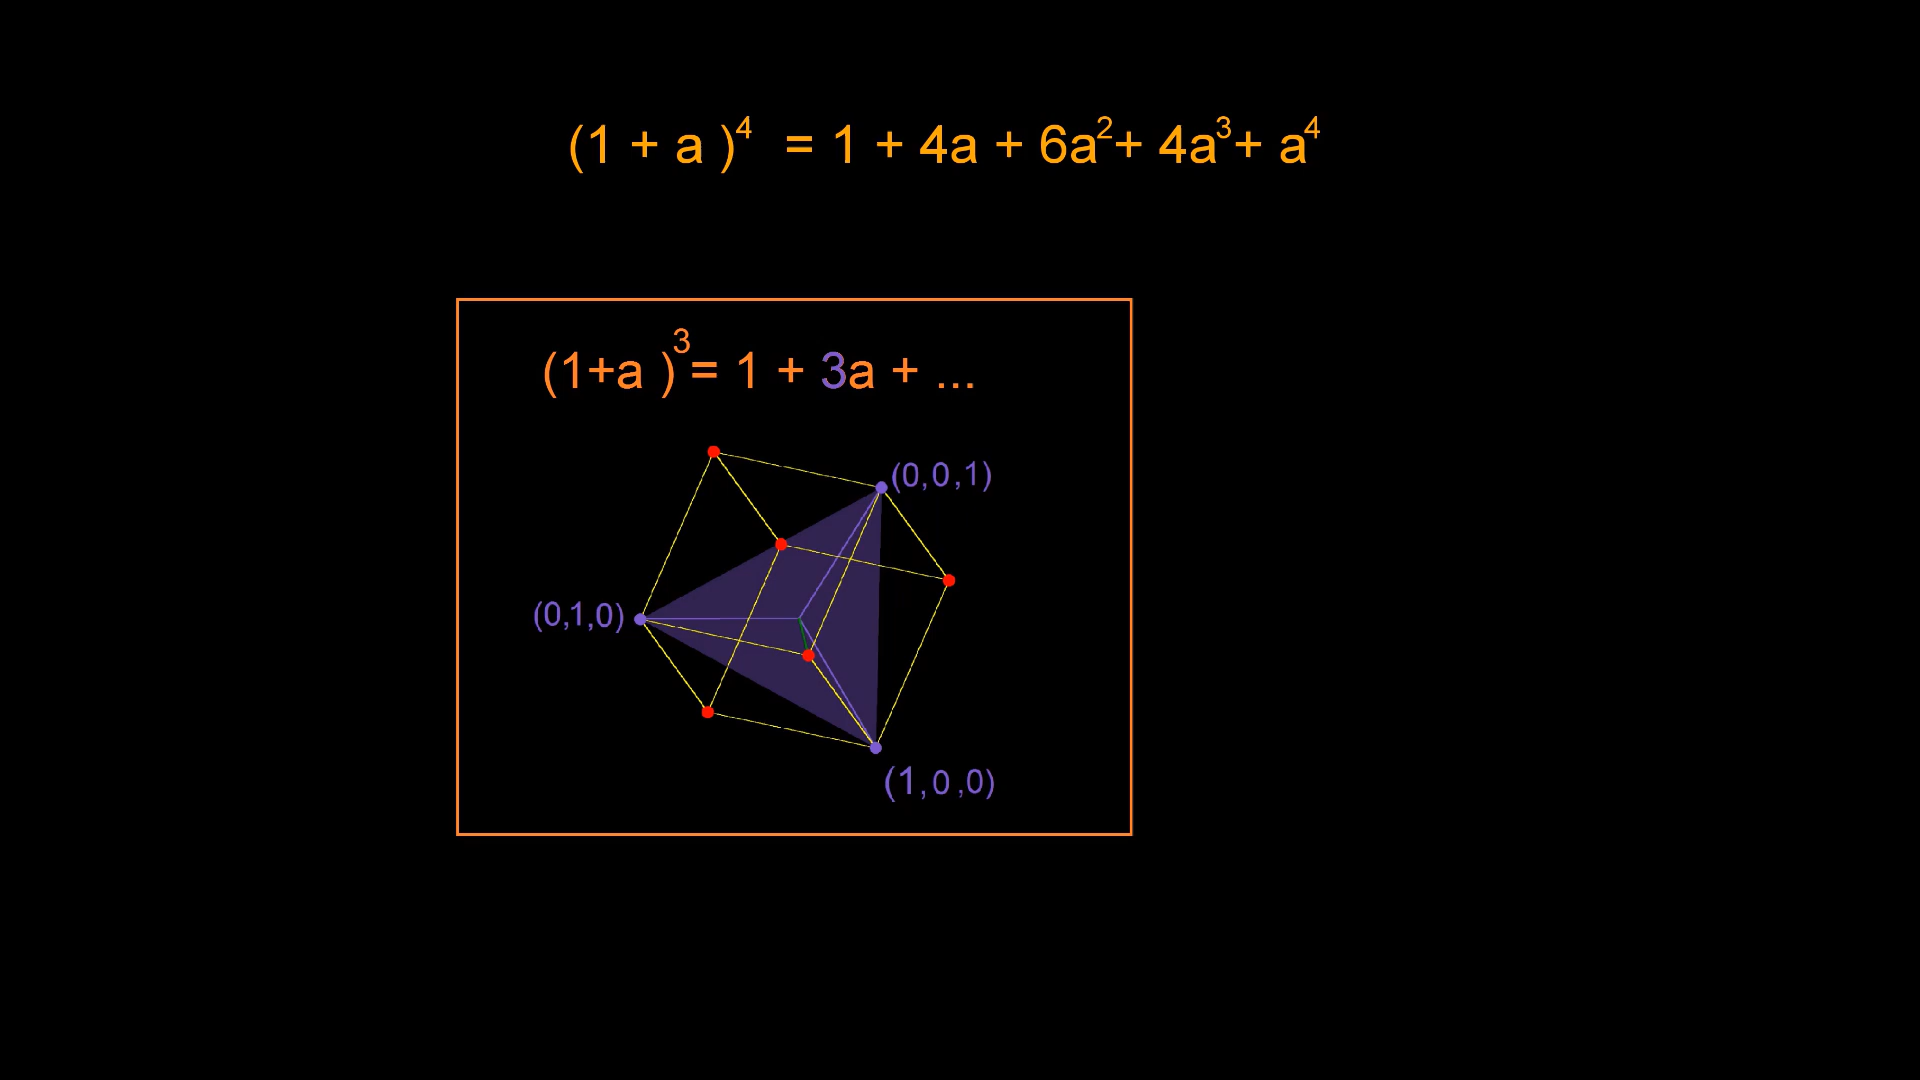 (1 + a )⁴ = 1 + 4a + 6a²+ 4a³+ a⁴
(1+a )³= 1 + 3a + ...
(0,0,1)
(0,1,0)
(1,0,0)